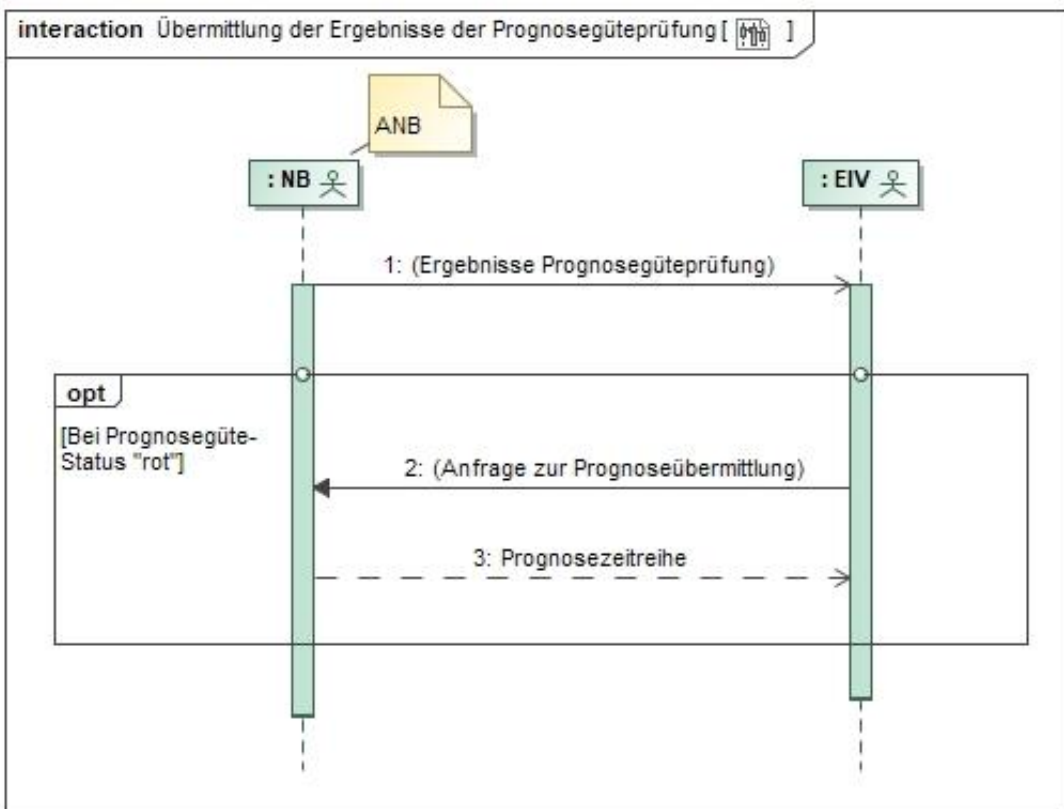 interaction Übermittlung der Ergebnisse der Prognosegüteprüfung [ ]
ANB
: NB
: EIV
1: (Ergebnisse Prognosegüteprüfung)
opt
[Bei Prognosegüte-
Status "rot"]
2: (Anfrage zur Prognoseübermittlung)
3: Prognosezeitreihe